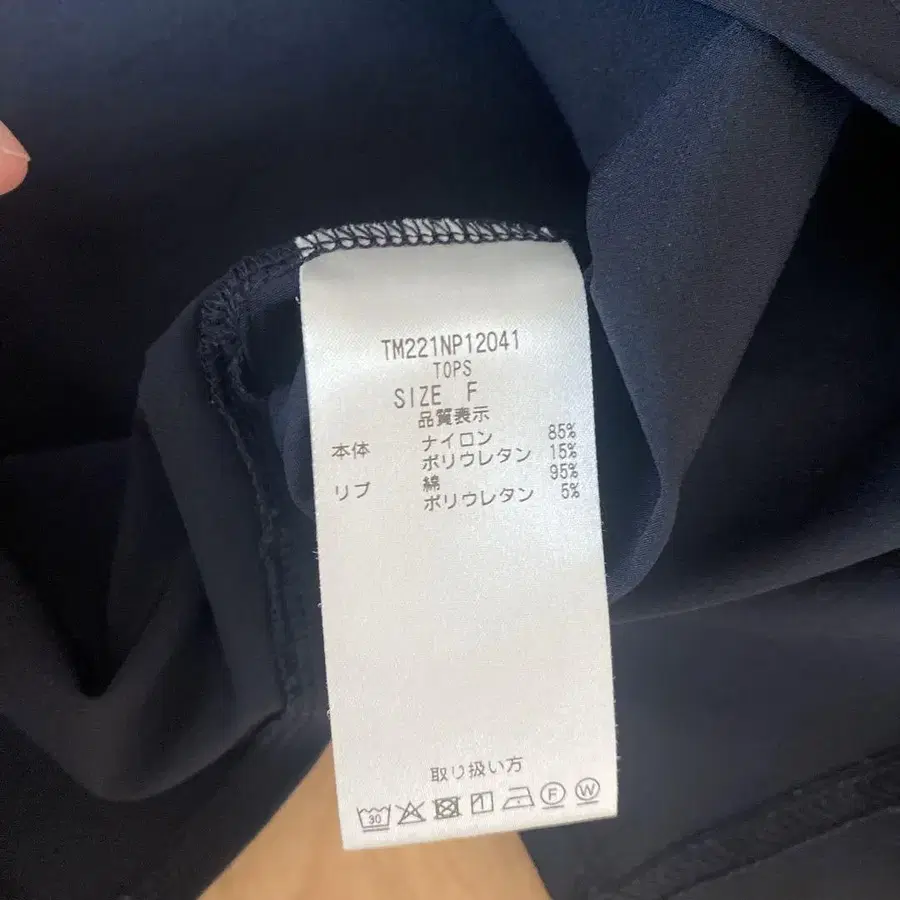 TM221NP12041
TOPS
SIZE F
品質表示
本体 ナイロン 85%
ポリウレタン 15%
リブ 綿 95%
ポリウレタン 5%
取り扱い方
30 F W